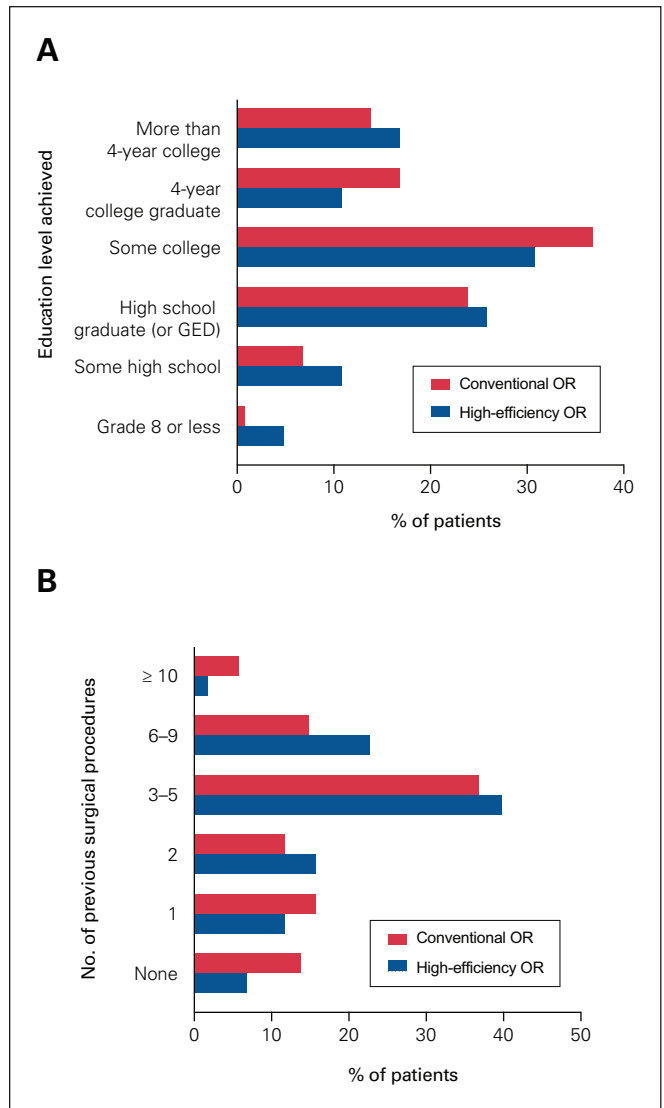 A
Education level achieved
More than
4-year college
4-year
college graduate
Some college
High school
graduate (or GED)
Some high school
Grade 8 or less
Conventional OR
High-efficiency OR
0 10 20 30 40
% of patients
B
No. of previous surgical procedures
≥ 10
6–9
3–5
2
1
None
Conventional OR
High-efficiency OR
0 10 20 30 40 50
% of patients